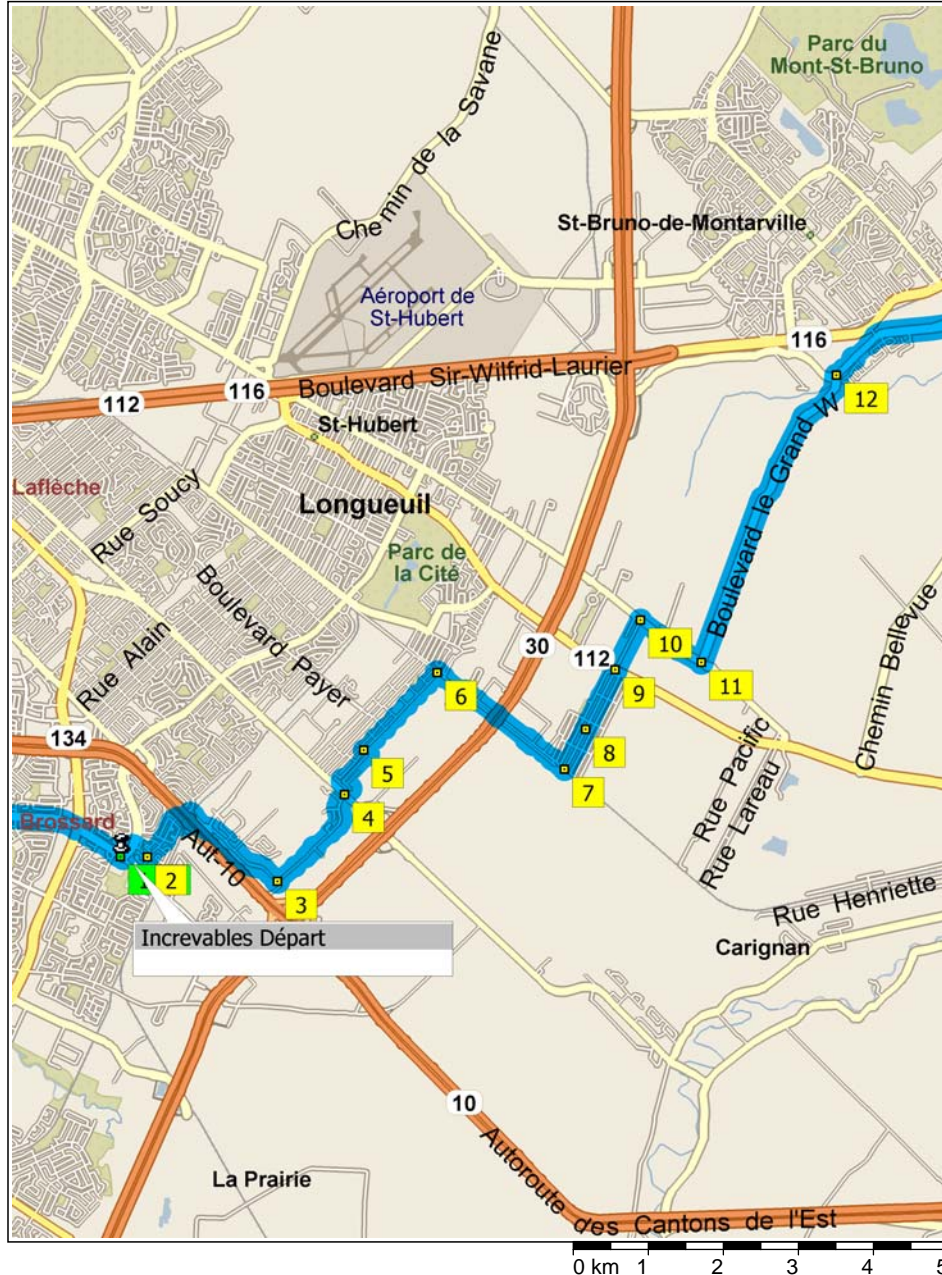 Parc du
Mont-St-Bruno
Chemin de la Savane
St-Bruno-de-Montarville
Aéroport de
St-Hubert
116
116
Boulevard Sir-Wilfrid-Laurier
112
12
St-Hubert
Laflèche
Rue Soucy
Longueuil
Boulevard le Grand W
Parc de
la Cité
Boulevard Payer
Chemin Bellevue
Rue Alain
30
112
10
9
11
6
134
8
5
7
Rue Pacific
4
Rue Lareau
Brossard
Aut-10
1
2
3
Rue Henriette
Increvables Départ
Carignan
10
La Prairie
Autoroute des Cantons de l'Est
0 km 1 2 3 4 5